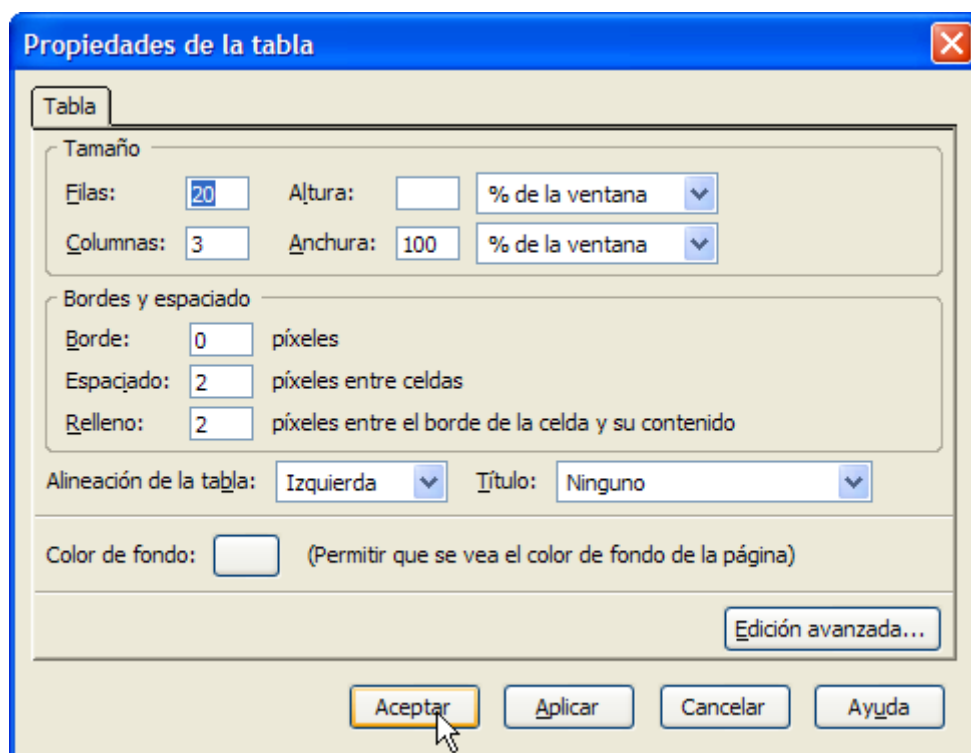 Propiedades de la tabla
Tabla
Tamaño
Filas: 20 Altura: % de la ventana
Columnas: 3 Anchura: 100 % de la ventana
Bordes y espaciado
Borde: 0 píxeles
Espaciado: 2 píxeles entre celdas
Relleno: 2 píxeles entre el borde de la celda y su contenido
Alineación de la tabla: Izquierda Título: Ninguno
Color de fondo: (Permitir que se vea el color de fondo de la página)
Edición avanzada...
Aceptar Aplicar Cancelar Ayuda